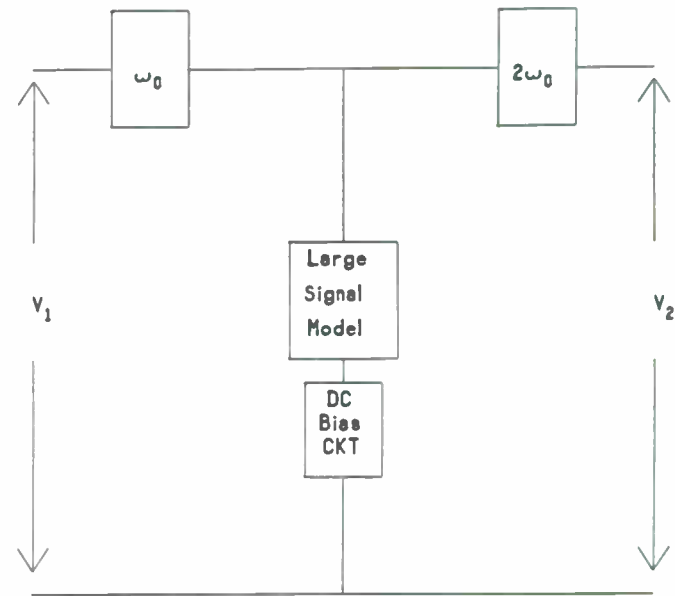 ω₀
2ω₀
Large
Signal
Model
V₁
V₂
DC
Bias
CKT